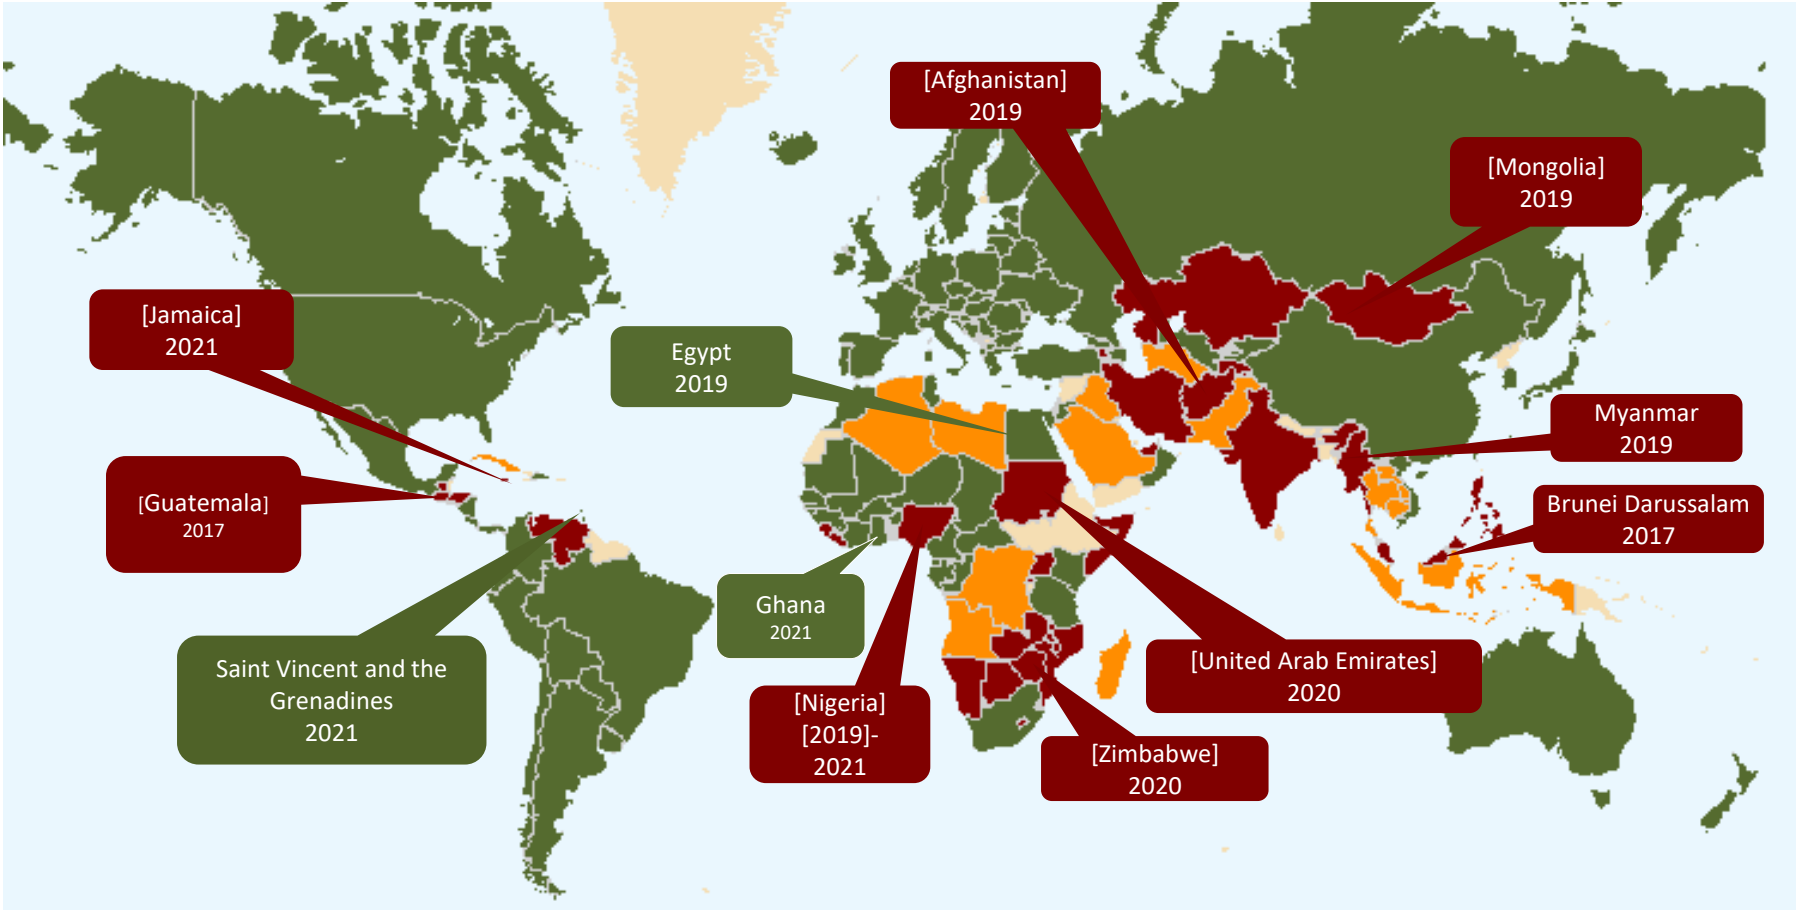 [Afghanistan]
2019
[Mongolia]
2019
[Jamaica]
2021
Egypt
2019
Myanmar
2019
[Guatemala]
2017
Brunei Darussalam
2017
Ghana
2021
Saint Vincent and the
Grenadines
2021
[United Arab Emirates]
2020
[Nigeria]
[2019]-
2021
[Zimbabwe]
2020